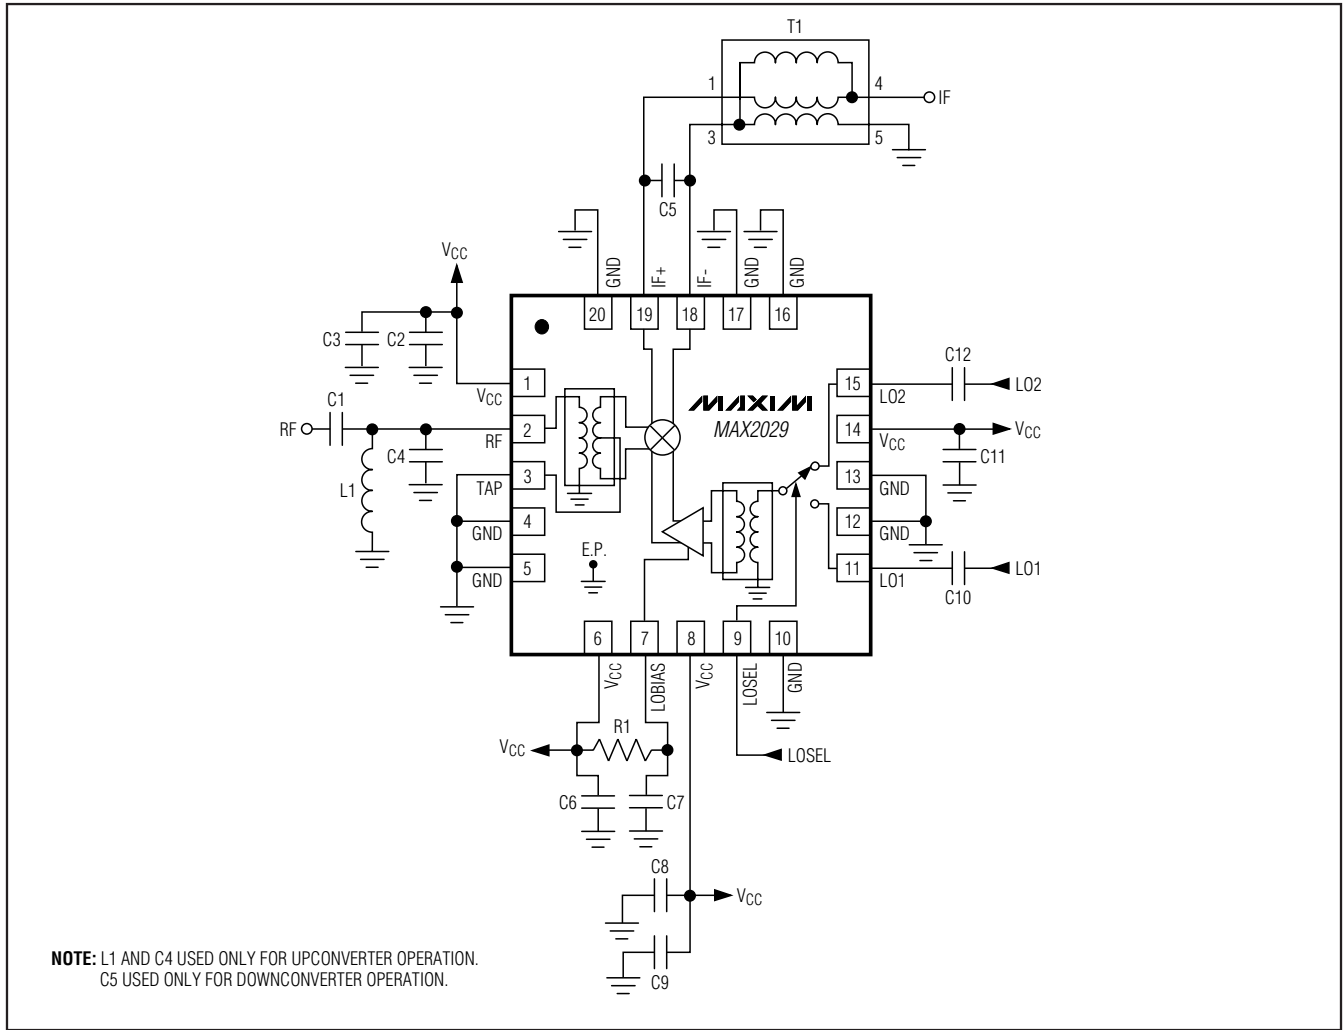 T1
1
4
IF
3
5
C5
VCC
GND
IF+
IF-
GND
GND
20
19
18
17
16
C3
C2
C12
1
15
LO2
VCC
LO2
C1
MAXIM
MAX2029
RF
2
14
VCC
RF
VCC
C4
C11
3
13
L1
TAP
GND
4
12
GND
GND
E.P.
5
11
LO1
GND
LO1
C10
6
7
8
9
10
VCC
LOBIAS
VCC
LOSEL
GND
R1
VCC
LOSEL
C6
C7
C8
VCC
C9
NOTE: L1 AND C4 USED ONLY FOR UPCONVERTER OPERATION.
C5 USED ONLY FOR DOWNCONVERTER OPERATION.